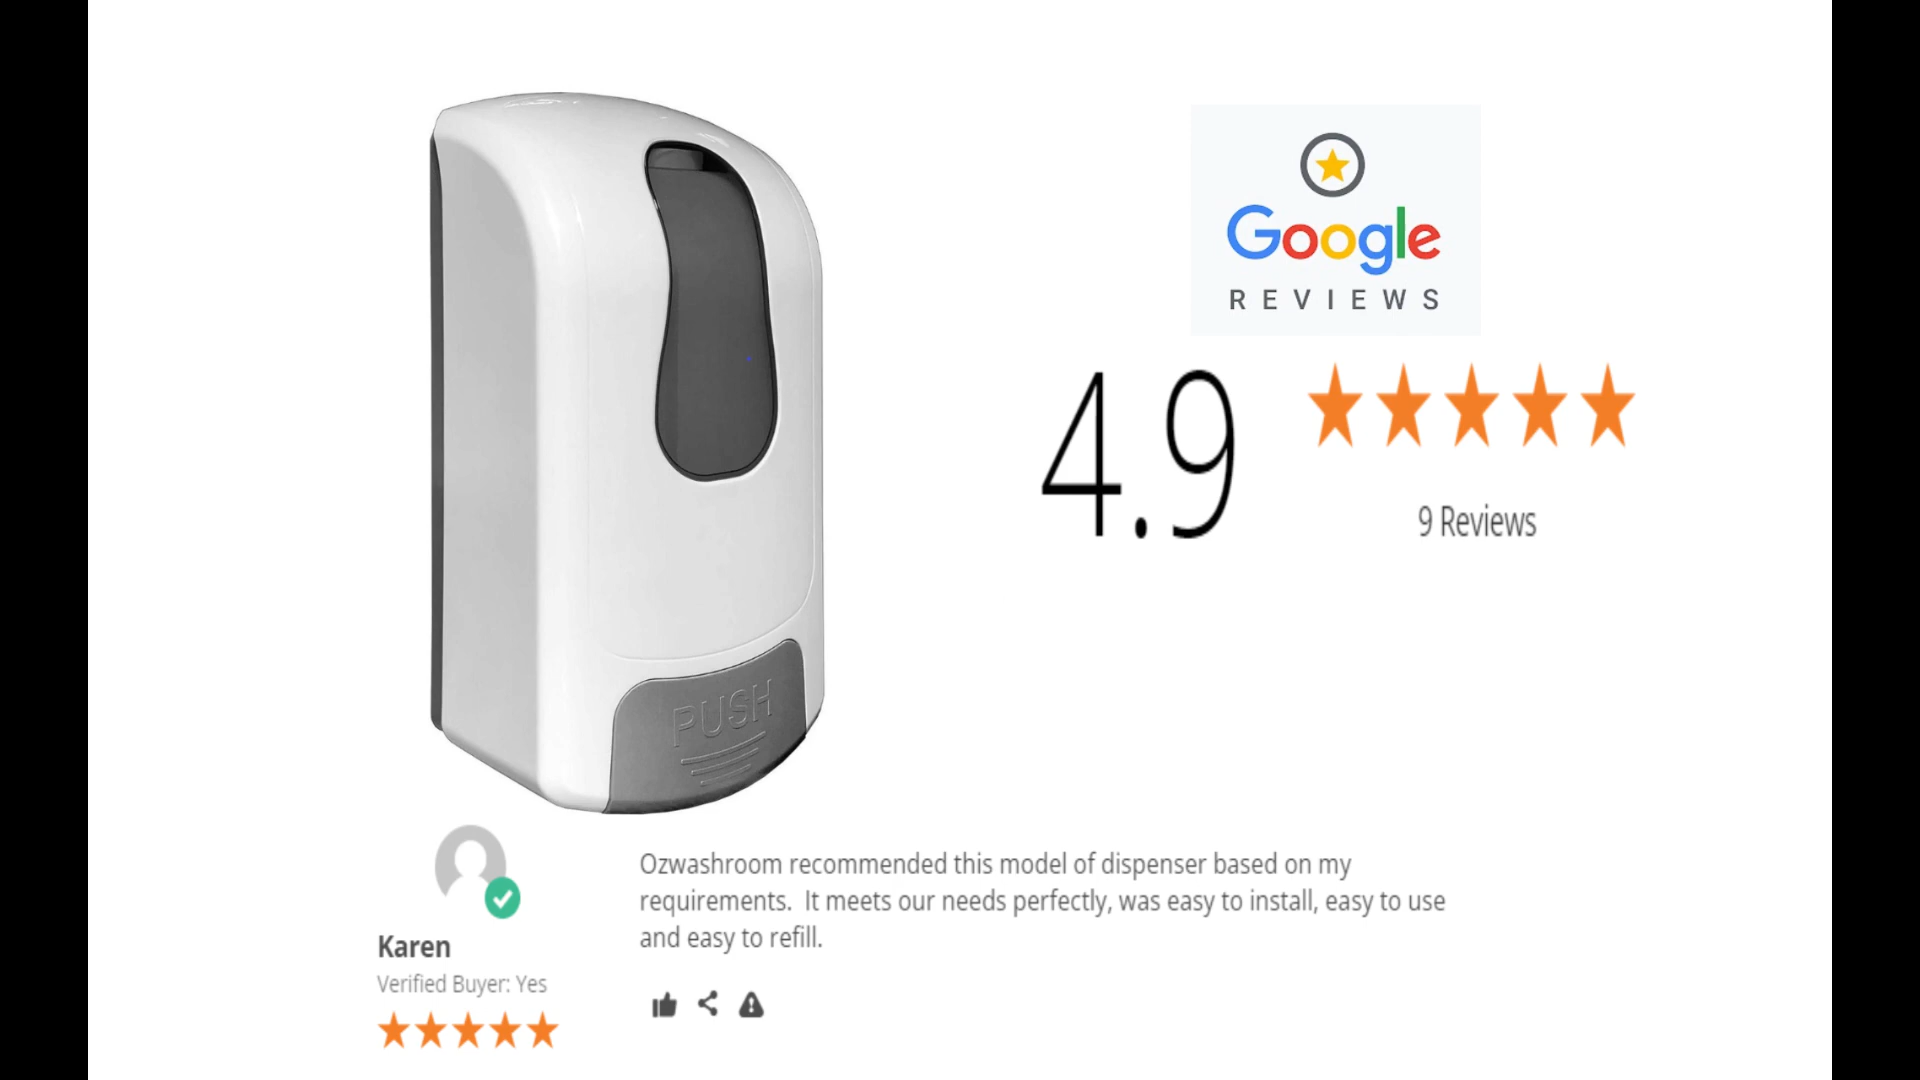 Google
REVIEWS
4.9
9 Reviews
PUSH
Ozwashroom recommended this model of dispenser based on my
requirements. It meets our needs perfectly, was easy to install, easy to use
and easy to refill.
Karen
Verified Buyer: Yes